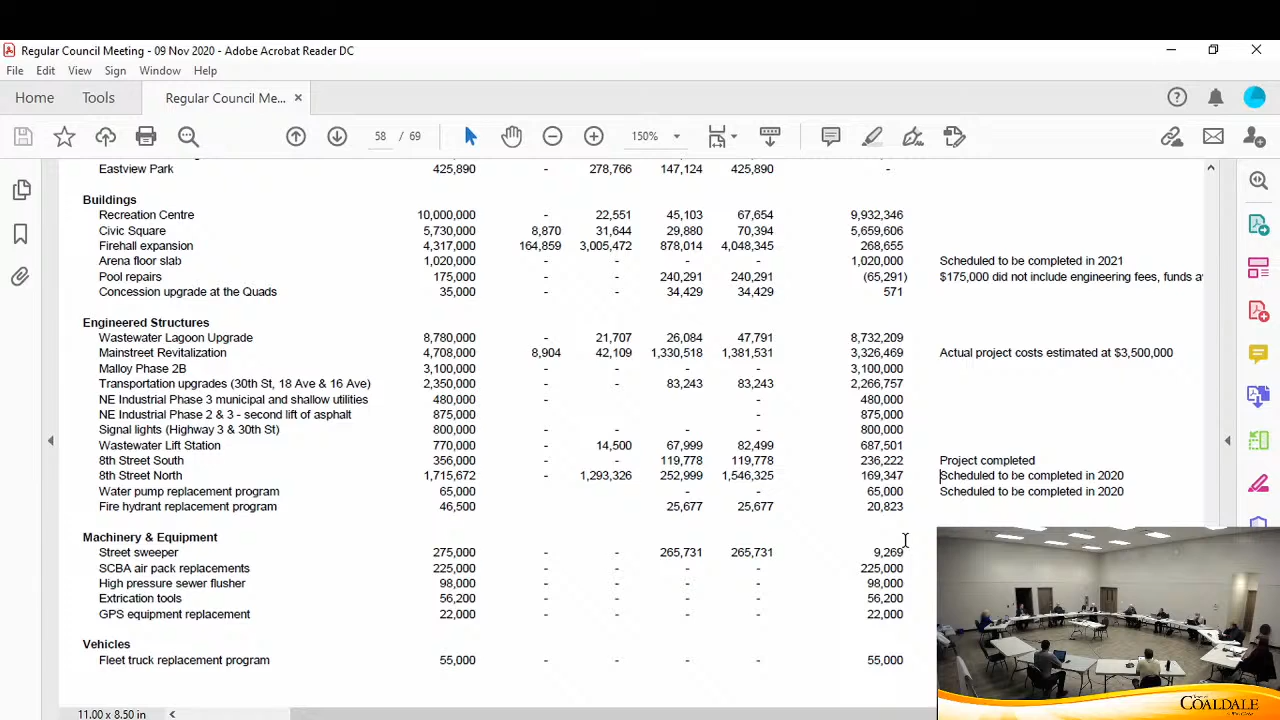 Regular Council Meeting - 09 Nov 2020 - Adobe Acrobat Reader DC
File Edit View Sign Window Help
Home Tools Regular Council Me... ×
58 / 69 150%
Eastview Park 425,890 - 278,766 147,124 425,890 -
Buildings
Recreation Centre 10,000,000 - 22,551 45,103 67,654 9,932,346
Civic Square 5,730,000 8,870 31,644 29,880 70,394 5,659,606
Firehall expansion 4,317,000 164,859 3,005,472 878,014 4,048,345 268,655
Arena floor slab 1,020,000 - - - - 1,020,000 Scheduled to be completed in 2021
Pool repairs 175,000 - - 240,291 240,291 (65,291) $175,000 did not include engineering fees, funds a
Concession upgrade at the Quads 35,000 - - 34,429 34,429 571
Engineered Structures
Wastewater Lagoon Upgrade 8,780,000 - 21,707 26,084 47,791 8,732,209
Mainstreet Revitalization 4,708,000 8,904 42,109 1,330,518 1,381,531 3,326,469 Actual project costs estimated at $3,500,000
Malloy Phase 2B 3,100,000 - 3,100,000
Transportation upgrades (30th St, 18 Ave & 16 Ave) 2,350,000 - - 83,243 83,243 2,266,757
NE Industrial Phase 3 municipal and shallow utilities 480,000 - - 480,000
NE Industrial Phase 2 & 3 - second lift of asphalt 875,000 - 875,000
Signal lights (Highway 3 & 30th St) 800,000 - - - - 800,000
Wastewater Lift Station 770,000 - 14,500 67,999 82,499 687,501
8th Street South 356,000 - - 119,778 119,778 236,222 Project completed
8th Street North 1,715,672 - 1,293,326 252,999 1,546,325 169,347 Scheduled to be completed in 2020
Water pump replacement program 65,000 - - - 65,000 Scheduled to be completed in 2020
Fire hydrant replacement program 46,500 - 25,677 25,677 20,823
Machinery & Equipment
Street sweeper 275,000 - - 265,731 265,731 9,269
SCBA air pack replacements 225,000 - - - - 225,000
High pressure sewer flusher 98,000 - - - - 98,000
Extrication tools 56,200 - - - - 56,200
GPS equipment replacement 22,000 - - - - 22,000
Vehicles
Fleet truck replacement program 55,000 - - - - 55,000
11.00 x 8.50 in
COALDALE